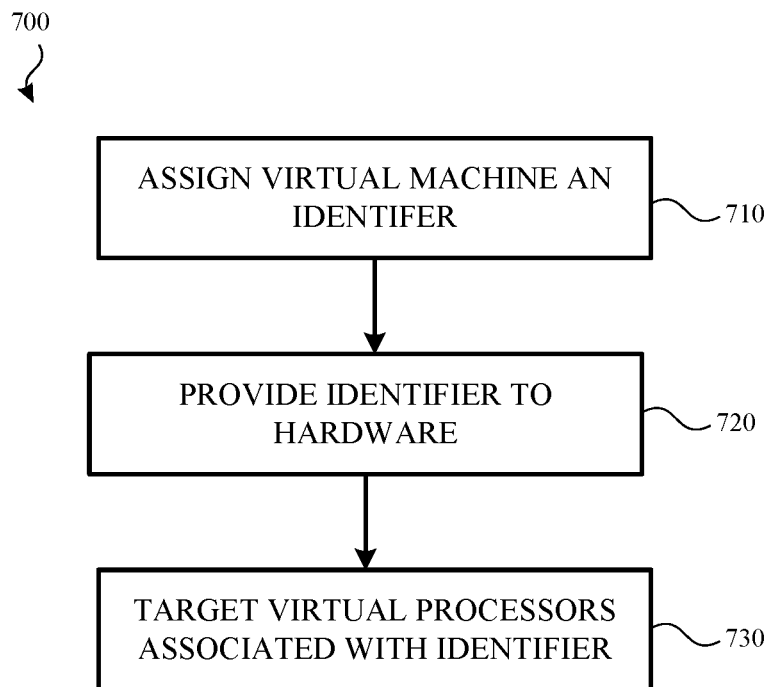 700
ASSIGN VIRTUAL MACHINE AN
IDENTIFER
710
PROVIDE IDENTIFIER TO
HARDWARE
720
TARGET VIRTUAL PROCESSORS
ASSOCIATED WITH IDENTIFIER
730